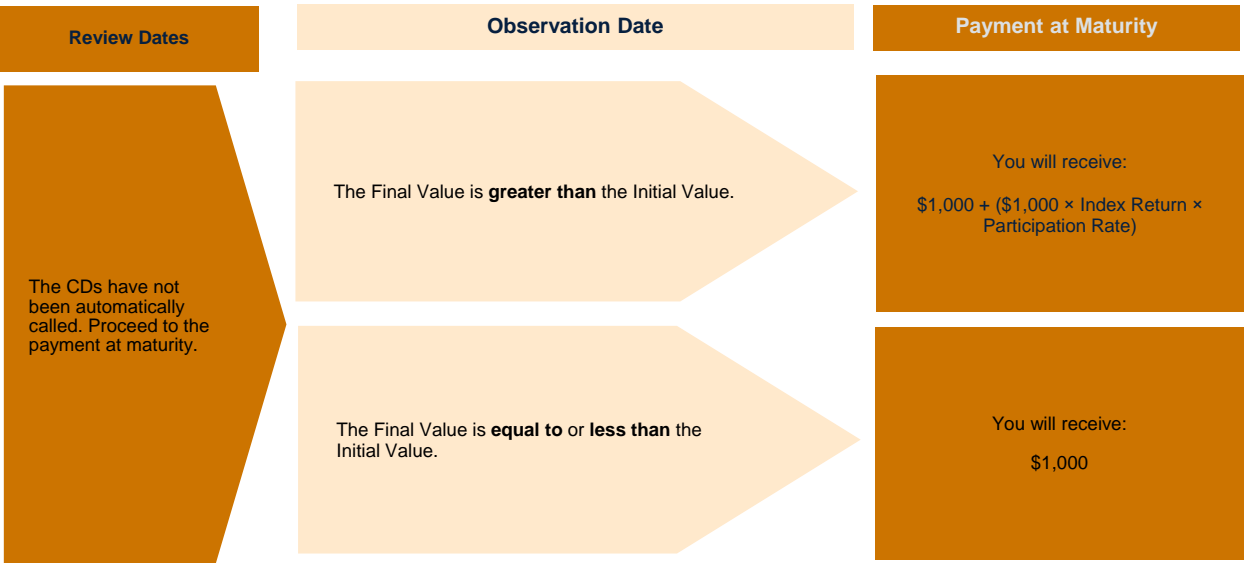 Review Dates
Observation Date
Payment at Maturity
The CDs have not
been automatically
called. Proceed to the
payment at maturity.
The Final Value is greater than the Initial Value.
You will receive:
$1,000 + ($1,000 × Index Return ×
Participation Rate)
The Final Value is equal to or less than the
Initial Value.
You will receive:
$1,000